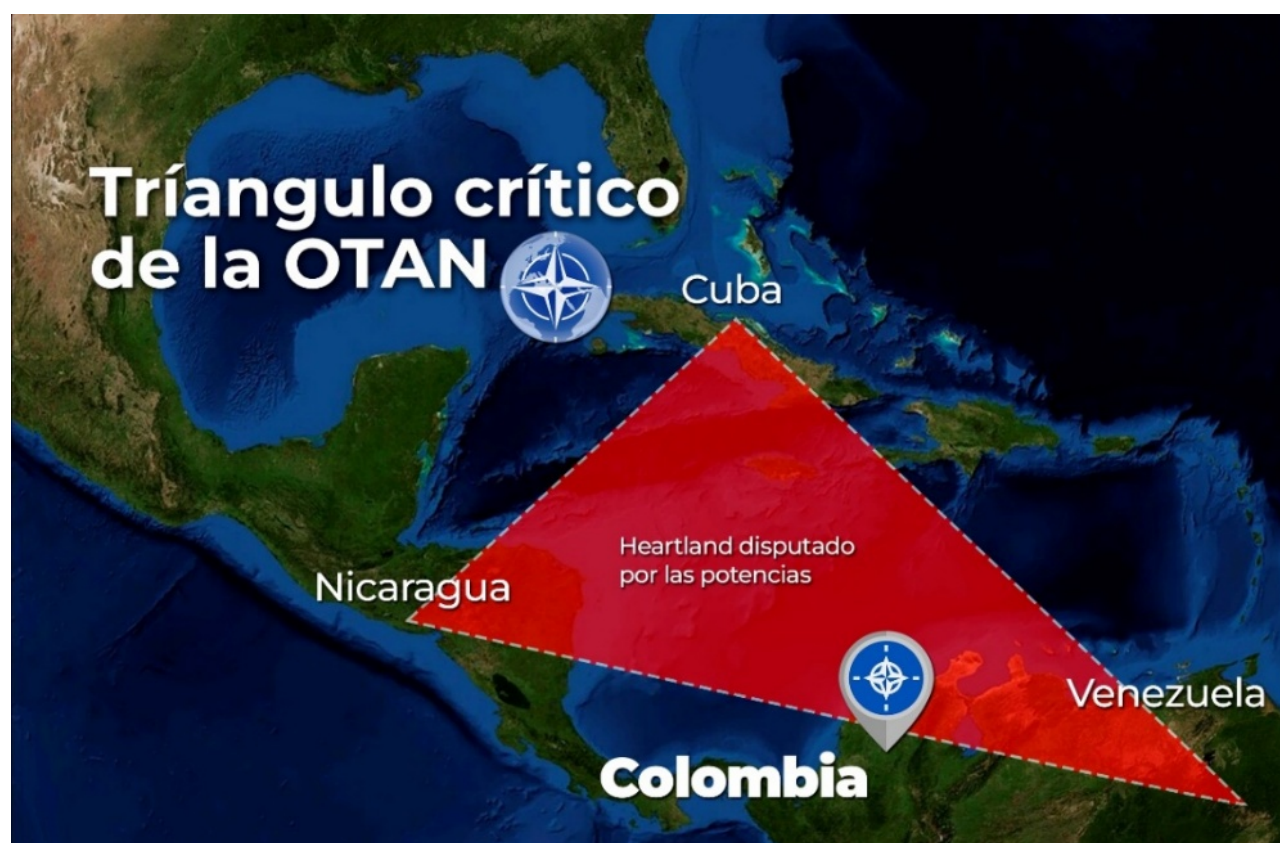 Tríangulo crítico
de la OTAN
Cuba
Heartland disputado
por las potencias
Nicaragua
Venezuela
Colombia